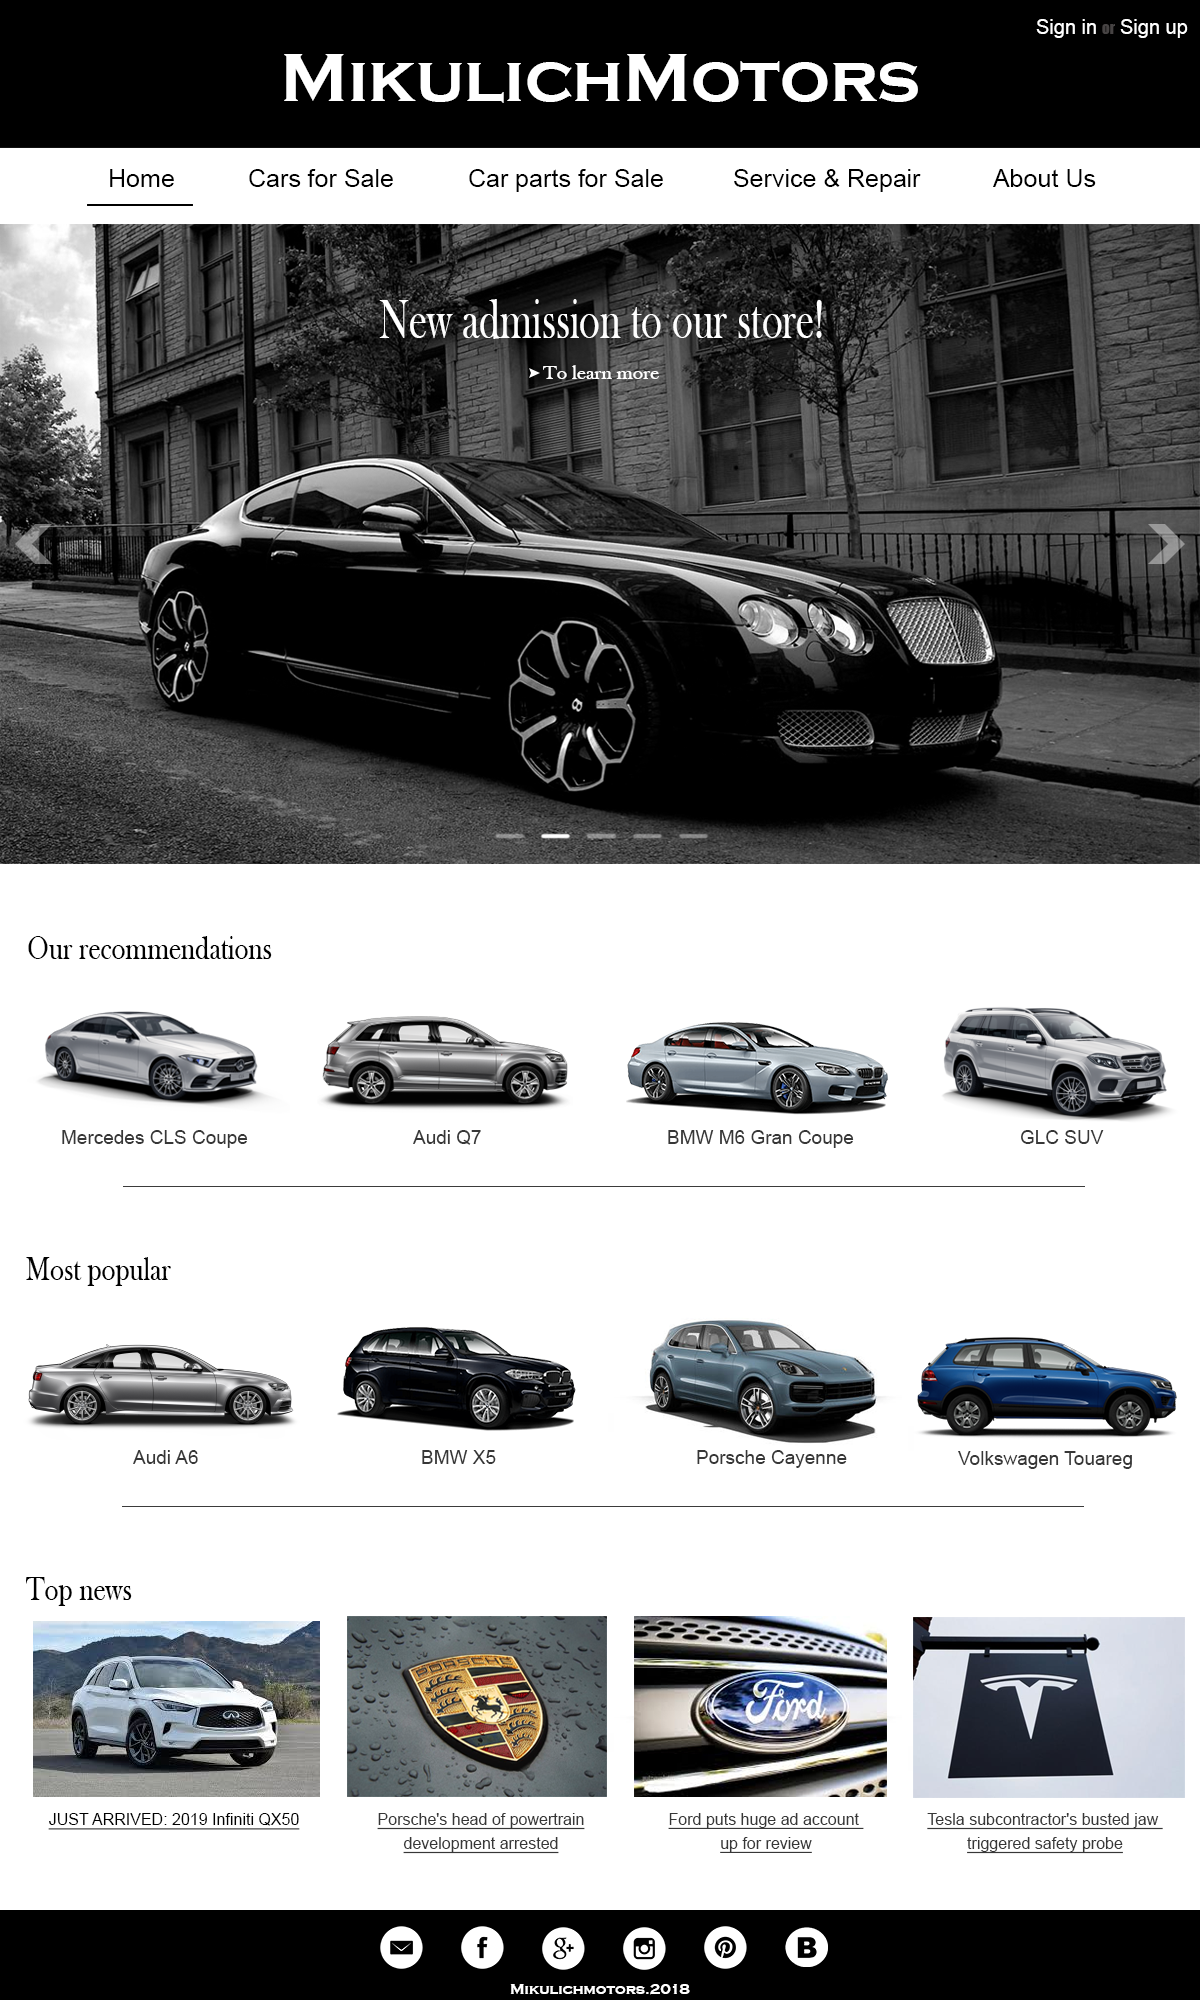 Sign in or Sign up
MikulichMotors
Home Cars for Sale Car parts for Sale Service & Repair About Us
New admission to our store!
➤ To learn more
Our recommendations
Mercedes CLS Coupe Audi Q7 BMW M6 Gran Coupe GLC SUV
Most popular
Audi A6 BMW X5 Porsche Cayenne Volkswagen Touareg
Top news
PORSCHE
Ford
JUST ARRIVED: 2019 Infiniti QX50
Porsche's head of powertrain
development arrested
Ford puts huge ad account
up for review
Tesla subcontractor's busted jaw
triggered safety probe
f g+ B
Mikulichmotors.2018